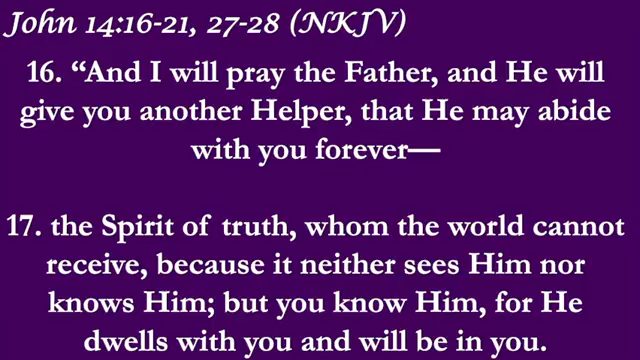 John 14:16-21, 27-28 (NKJV)
16. “And I will pray the Father, and He will
give you another Helper, that He may abide
with you forever—
17. the Spirit of truth, whom the world cannot
receive, because it neither sees Him nor
knows Him; but you know Him, for He
dwells with you and will be in you.